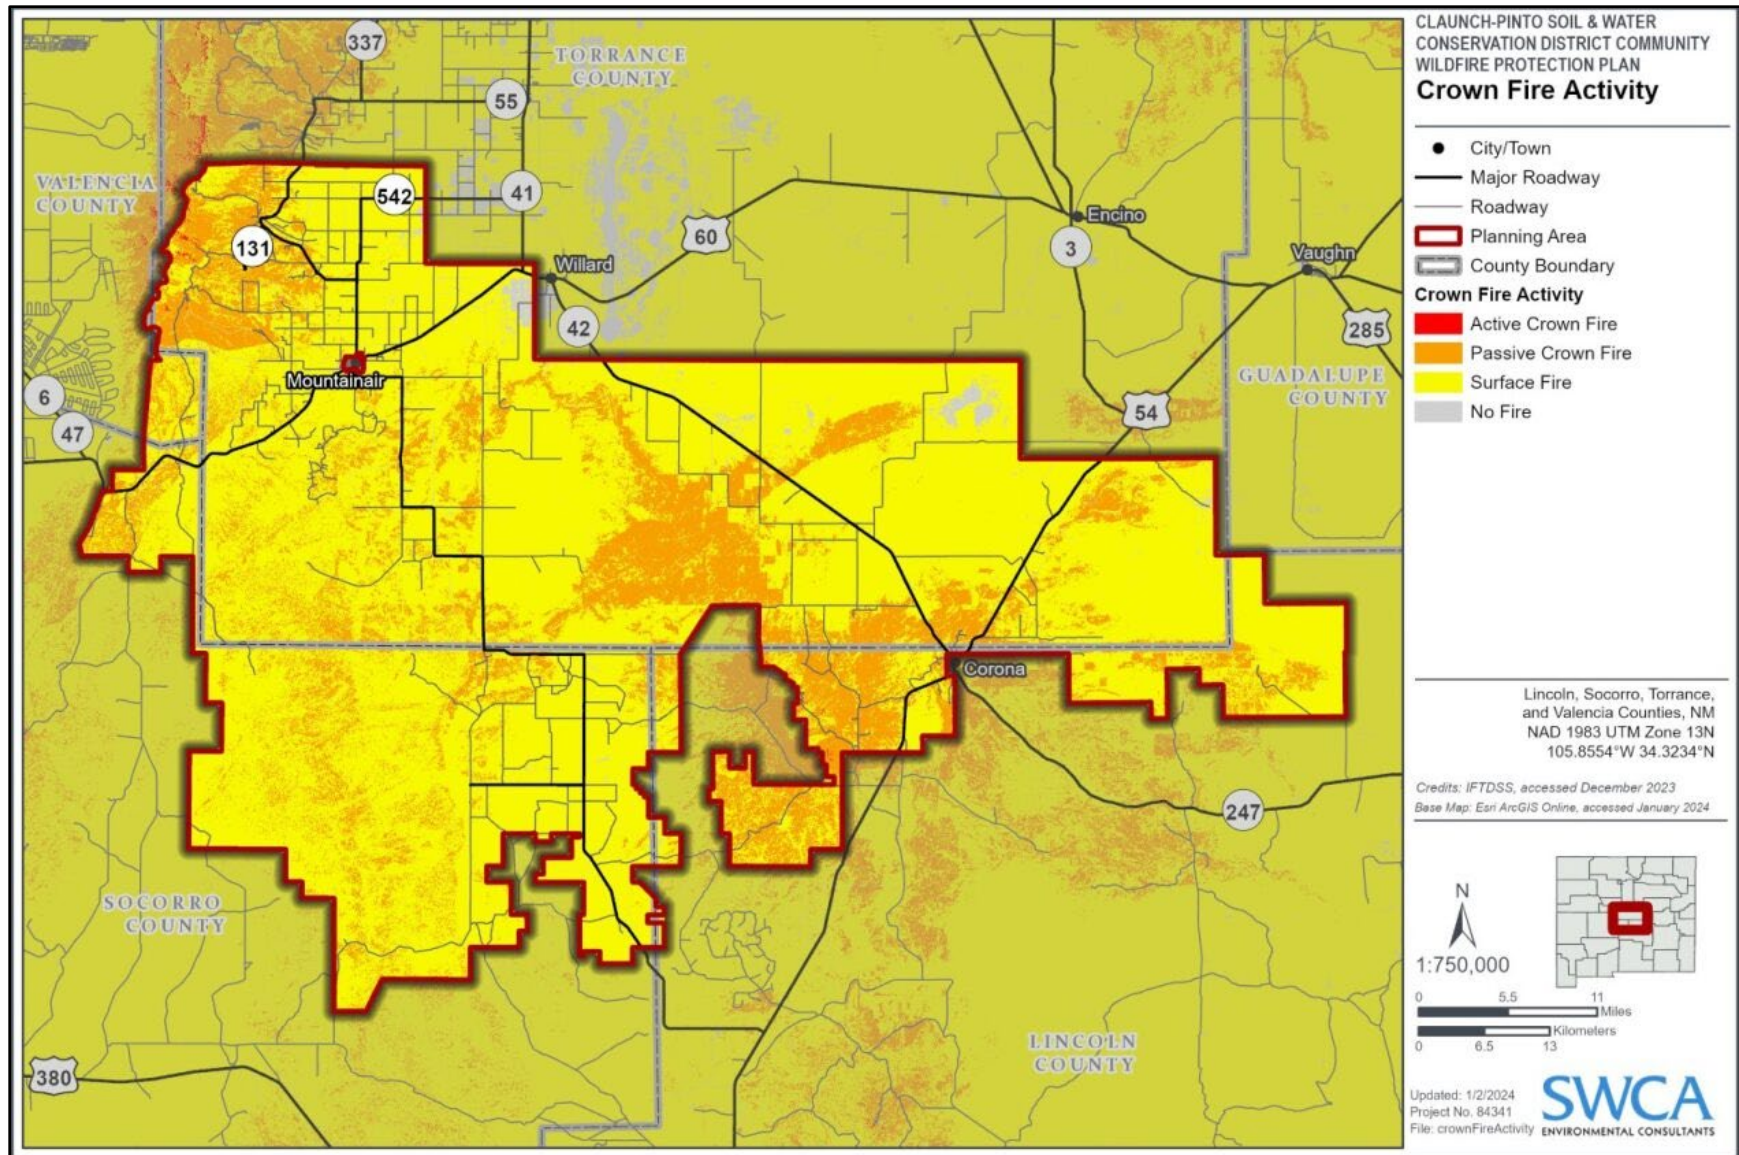 337
TORRANCE
COUNTY
55
VALENCIA
COUNTY
542
41
131
60
Encino
3
Willard
Vaughn
42
285
Mountainair
6
47
GUADALUPE
COUNTY
54
Corona
247
SOCORRO
COUNTY
LINCOLN
COUNTY
380
CLAUNCH-PINTO SOIL & WATER
CONSERVATION DISTRICT COMMUNITY
WILDFIRE PROTECTION PLAN
Crown Fire Activity
City/Town
Major Roadway
Roadway
Planning Area
County Boundary
Crown Fire Activity
Active Crown Fire
Passive Crown Fire
Surface Fire
No Fire
Lincoln, Socorro, Torrance,
and Valencia Counties, NM
NAD 1983 UTM Zone 13N
105.8554°W 34.3234°N
Credits: IFTDSS, accessed December 2023
Base Map: Esri ArcGIS Online, accessed January 2024
N
1:750,000
0 5.5 11
Miles
Kilometers
0 6.5 13
Updated: 1/2/2024
Project No. 84341
File: crownFireActivity
SWCA
ENVIRONMENTAL CONSULTANTS